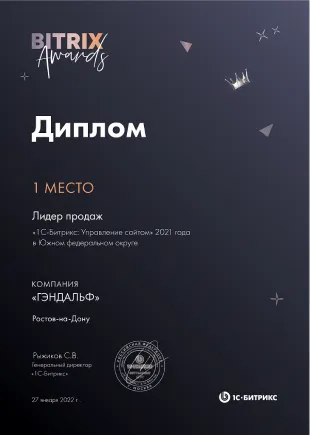 BITRIX
Awards
Диплом
1 МЕСТО
Лидер продаж
«1С-Битрикс: Управление сайтом» 2021 года
в Южном федеральном округе
КОМПАНИЯ
«ГЭНДАЛЬФ»
Ростов-на-Дону
Рыжиков С.В.
Генеральный директор
«1С-Битрикс»
27 января 2022 г.
1С-БИТРИКС